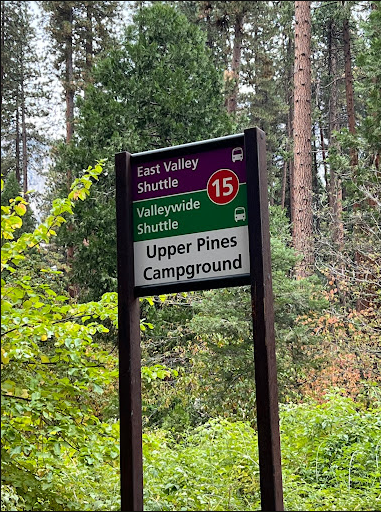 East Valley
Shuttle
15
Valleywide
Shuttle
Upper Pines
Campground